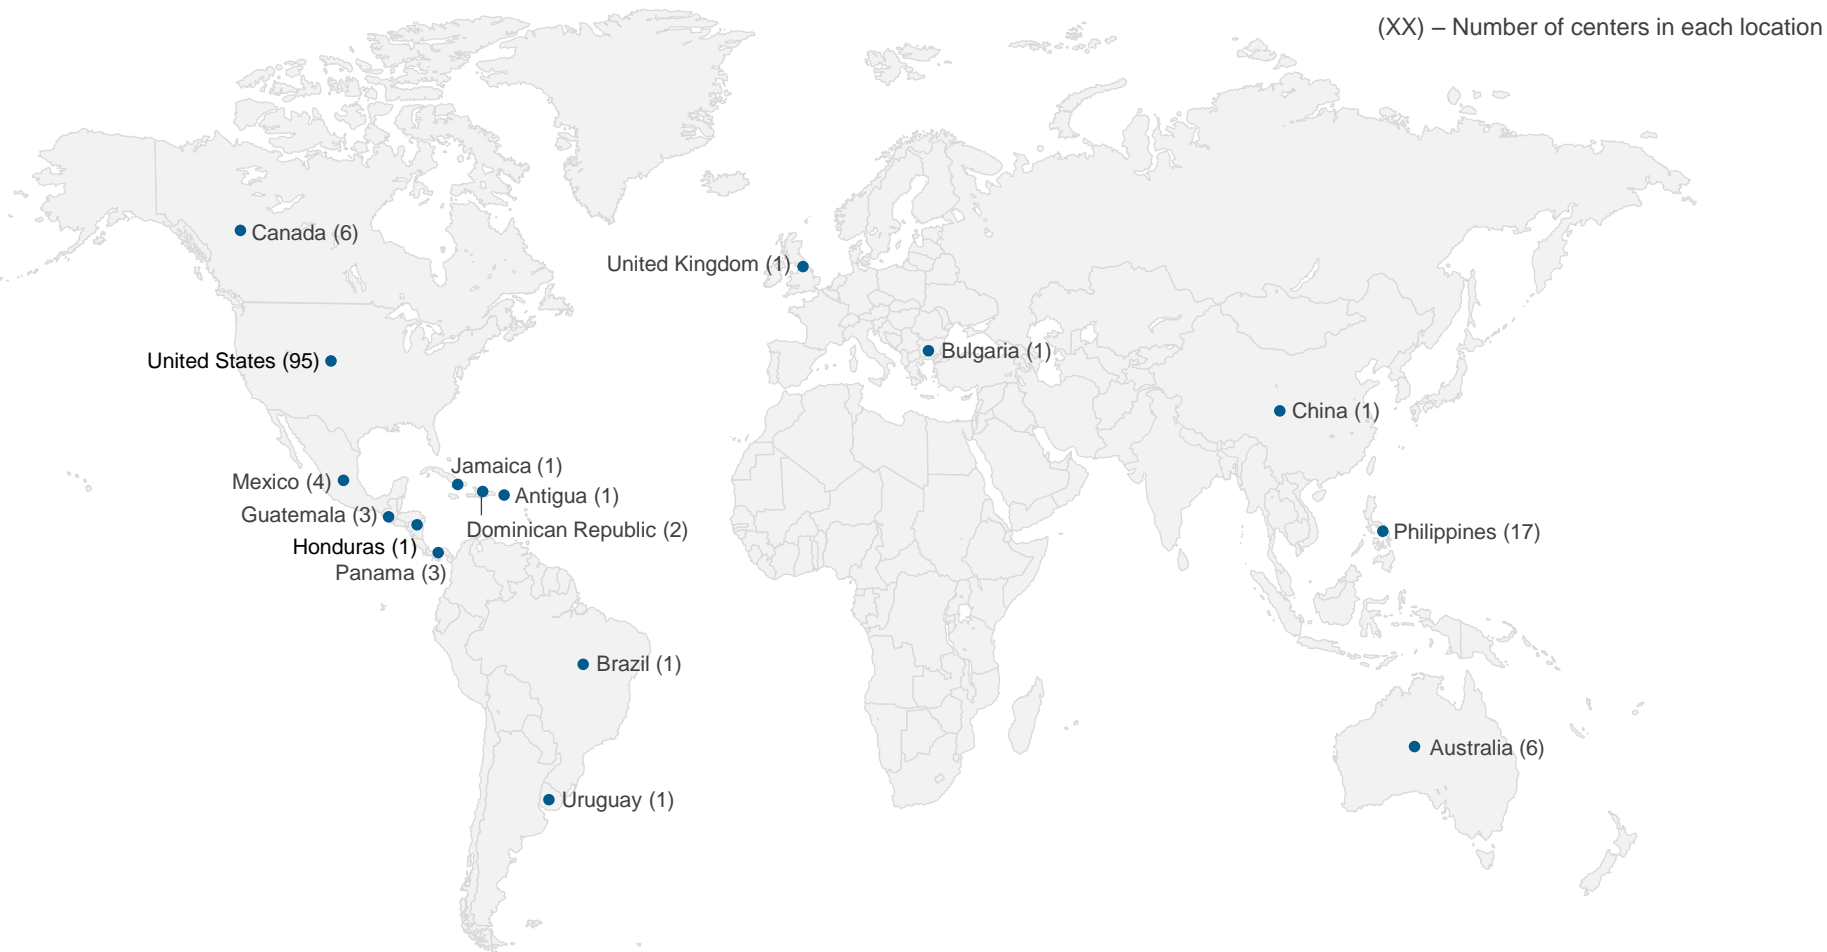 (XX) – Number of centers in each location
Canada (6)
United Kingdom (1)
United States (95)
Bulgaria (1)
China (1)
Jamaica (1)
Mexico (4)
Antigua (1)
Guatemala (3)
Dominican Republic (2)
Philippines (17)
Honduras (1)
Panama (3)
Brazil (1)
Australia (6)
Uruguay (1)